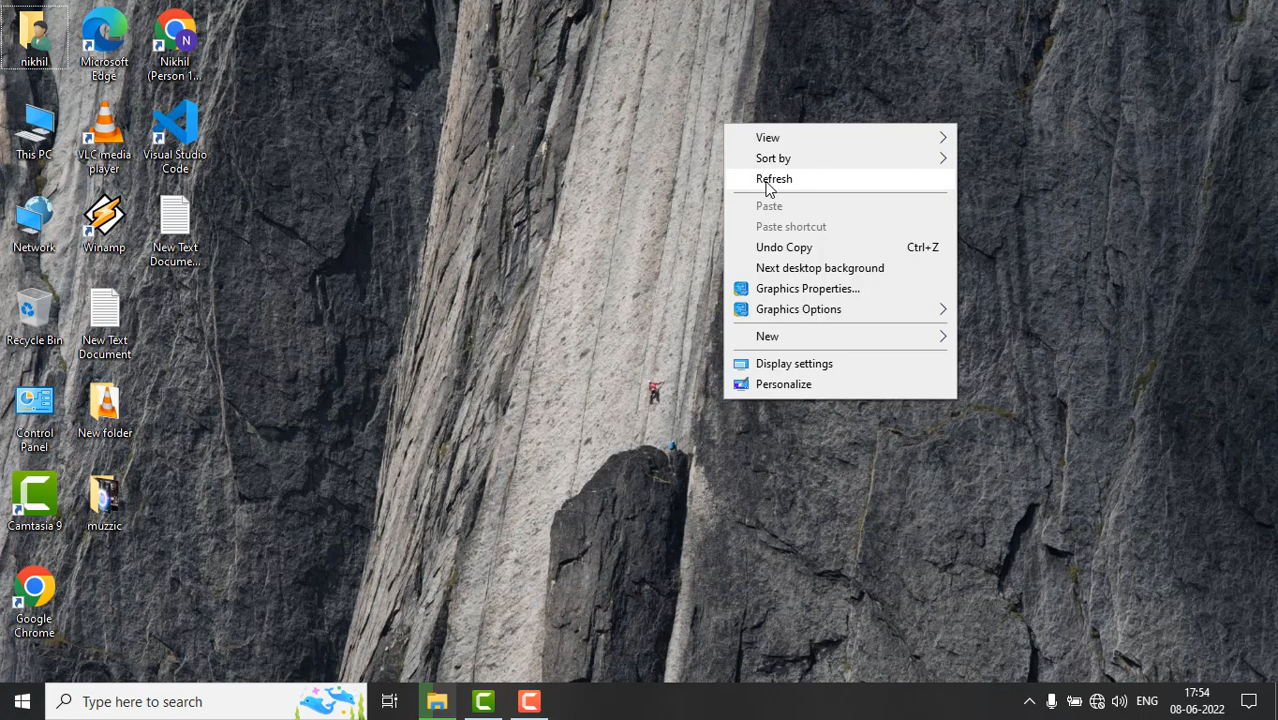 nikhil
Microsoft
Edge
N
Nikhil
(Person 1...
This PC
VLC media
player
Visual Studio
Code
Network
Winamp
New Text
Docume...
Recycle Bin
New Text
Document
Control
Panel
New folder
Camtasia 9
muzzic
Google
Chrome
View
Sort by
Refresh
Paste
Paste shortcut
Undo Copy Ctrl+Z
Next desktop background
Graphics Properties...
Graphics Options
New
Display settings
Personalize
Type here to search
ENG
17:54
08-06-2022